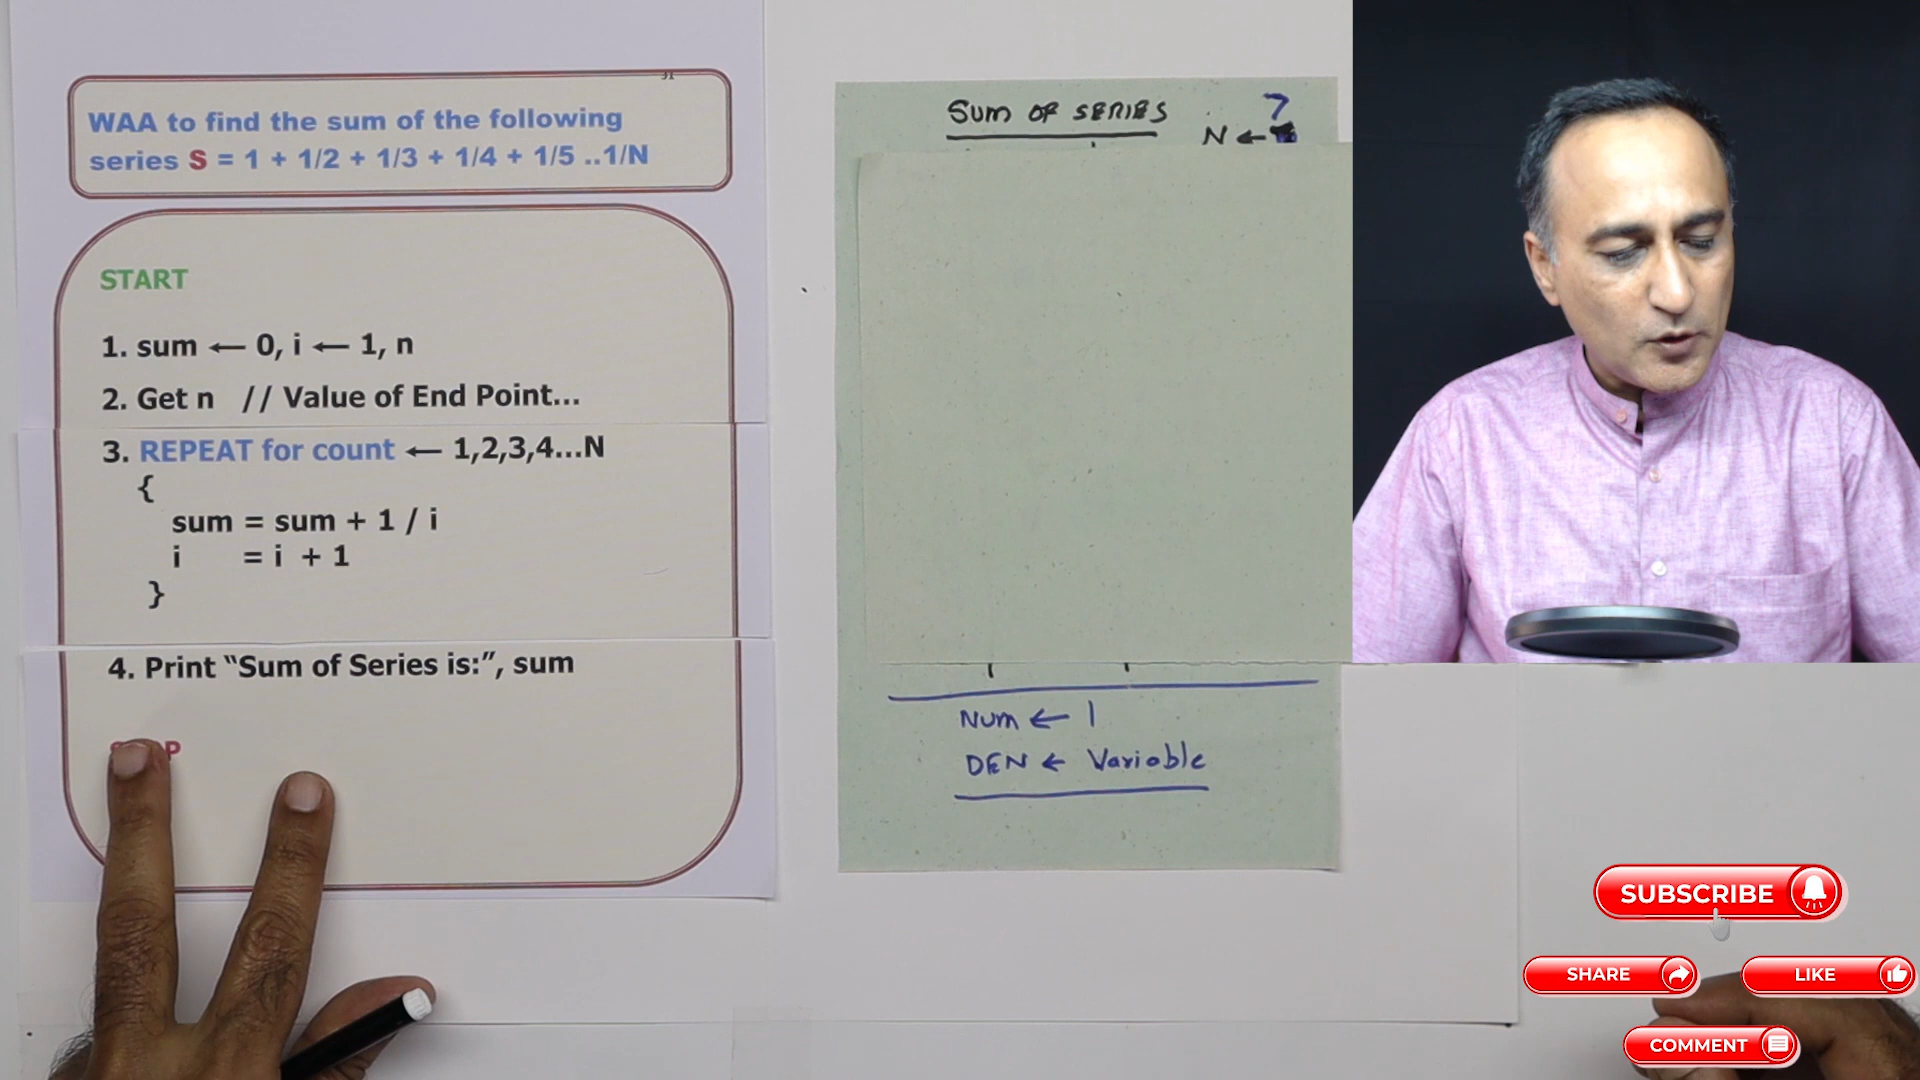 31
WAA to find the sum of the following
series S = 1 + 1/2 + 1/3 + 1/4 + 1/5 ..1/N
START
1. sum ← 0, i ← 1, n
2. Get n // Value of End Point...
3. REPEAT for count ← 1,2,3,4...N
{
sum = sum + 1 / i
i = i + 1
}
4. Print “Sum of Series is:”, sum
SUM OF SERIES
7
N ←
Num ← 1
DEN ← Variable
SUBSCRIBE
SHARE
LIKE
COMMENT